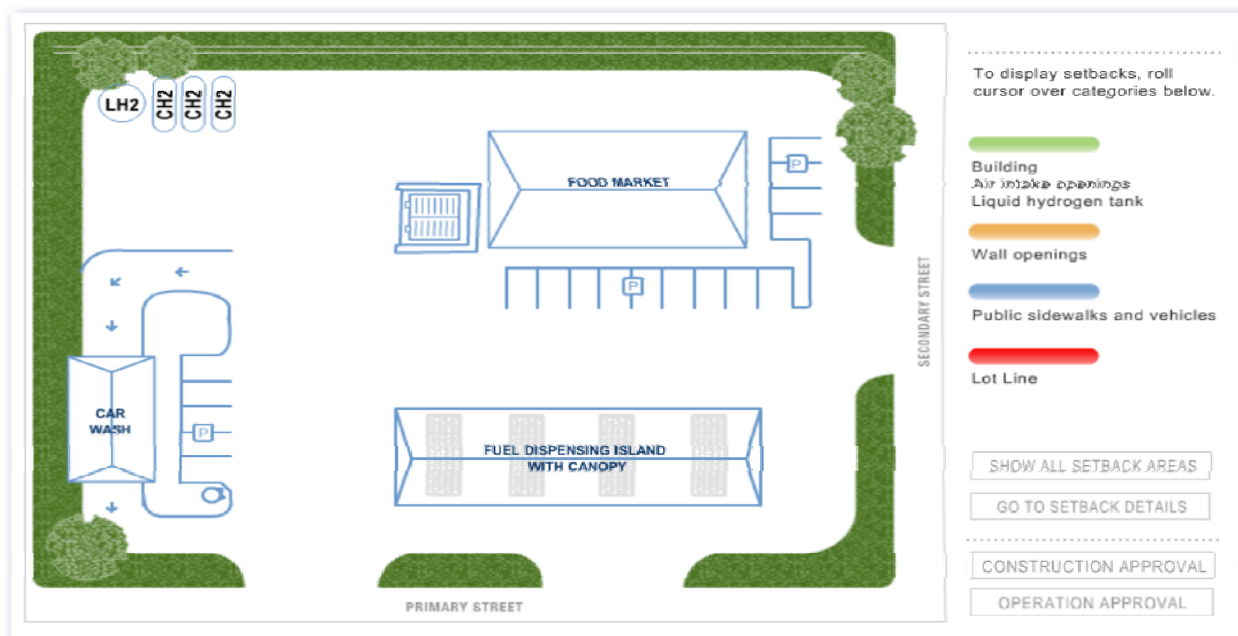 LH2
CH2
CH2
CH2
FOOD MARKET
P
P
SECONDARY STREET
CAR
WASH
P
FUEL DISPENSING ISLAND
WITH CANOPY
PRIMARY STREET
To display setbacks, roll
cursor over categories below.
Building
Air intake openings
Liquid hydrogen tank
Wall openings
Public sidewalks and vehicles
Lot Line
SHOW ALL SETBACK AREAS
GO TO SETBACK DETAILS
CONSTRUCTION APPROVAL
OPERATION APPROVAL